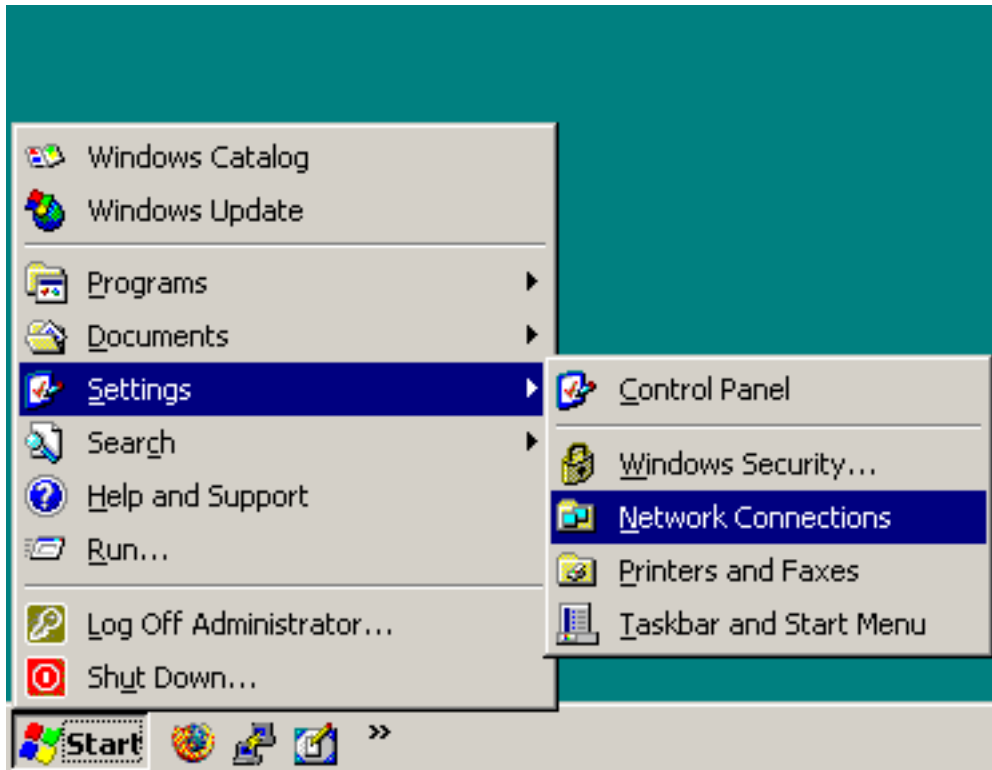 Windows Catalog
Windows Update
Programs
Documents
Settings
Search
Help and Support
Run...
Log Off Administrator...
Shut Down...
Control Panel
Windows Security...
Network Connections
Printers and Faxes
Taskbar and Start Menu
Start
»